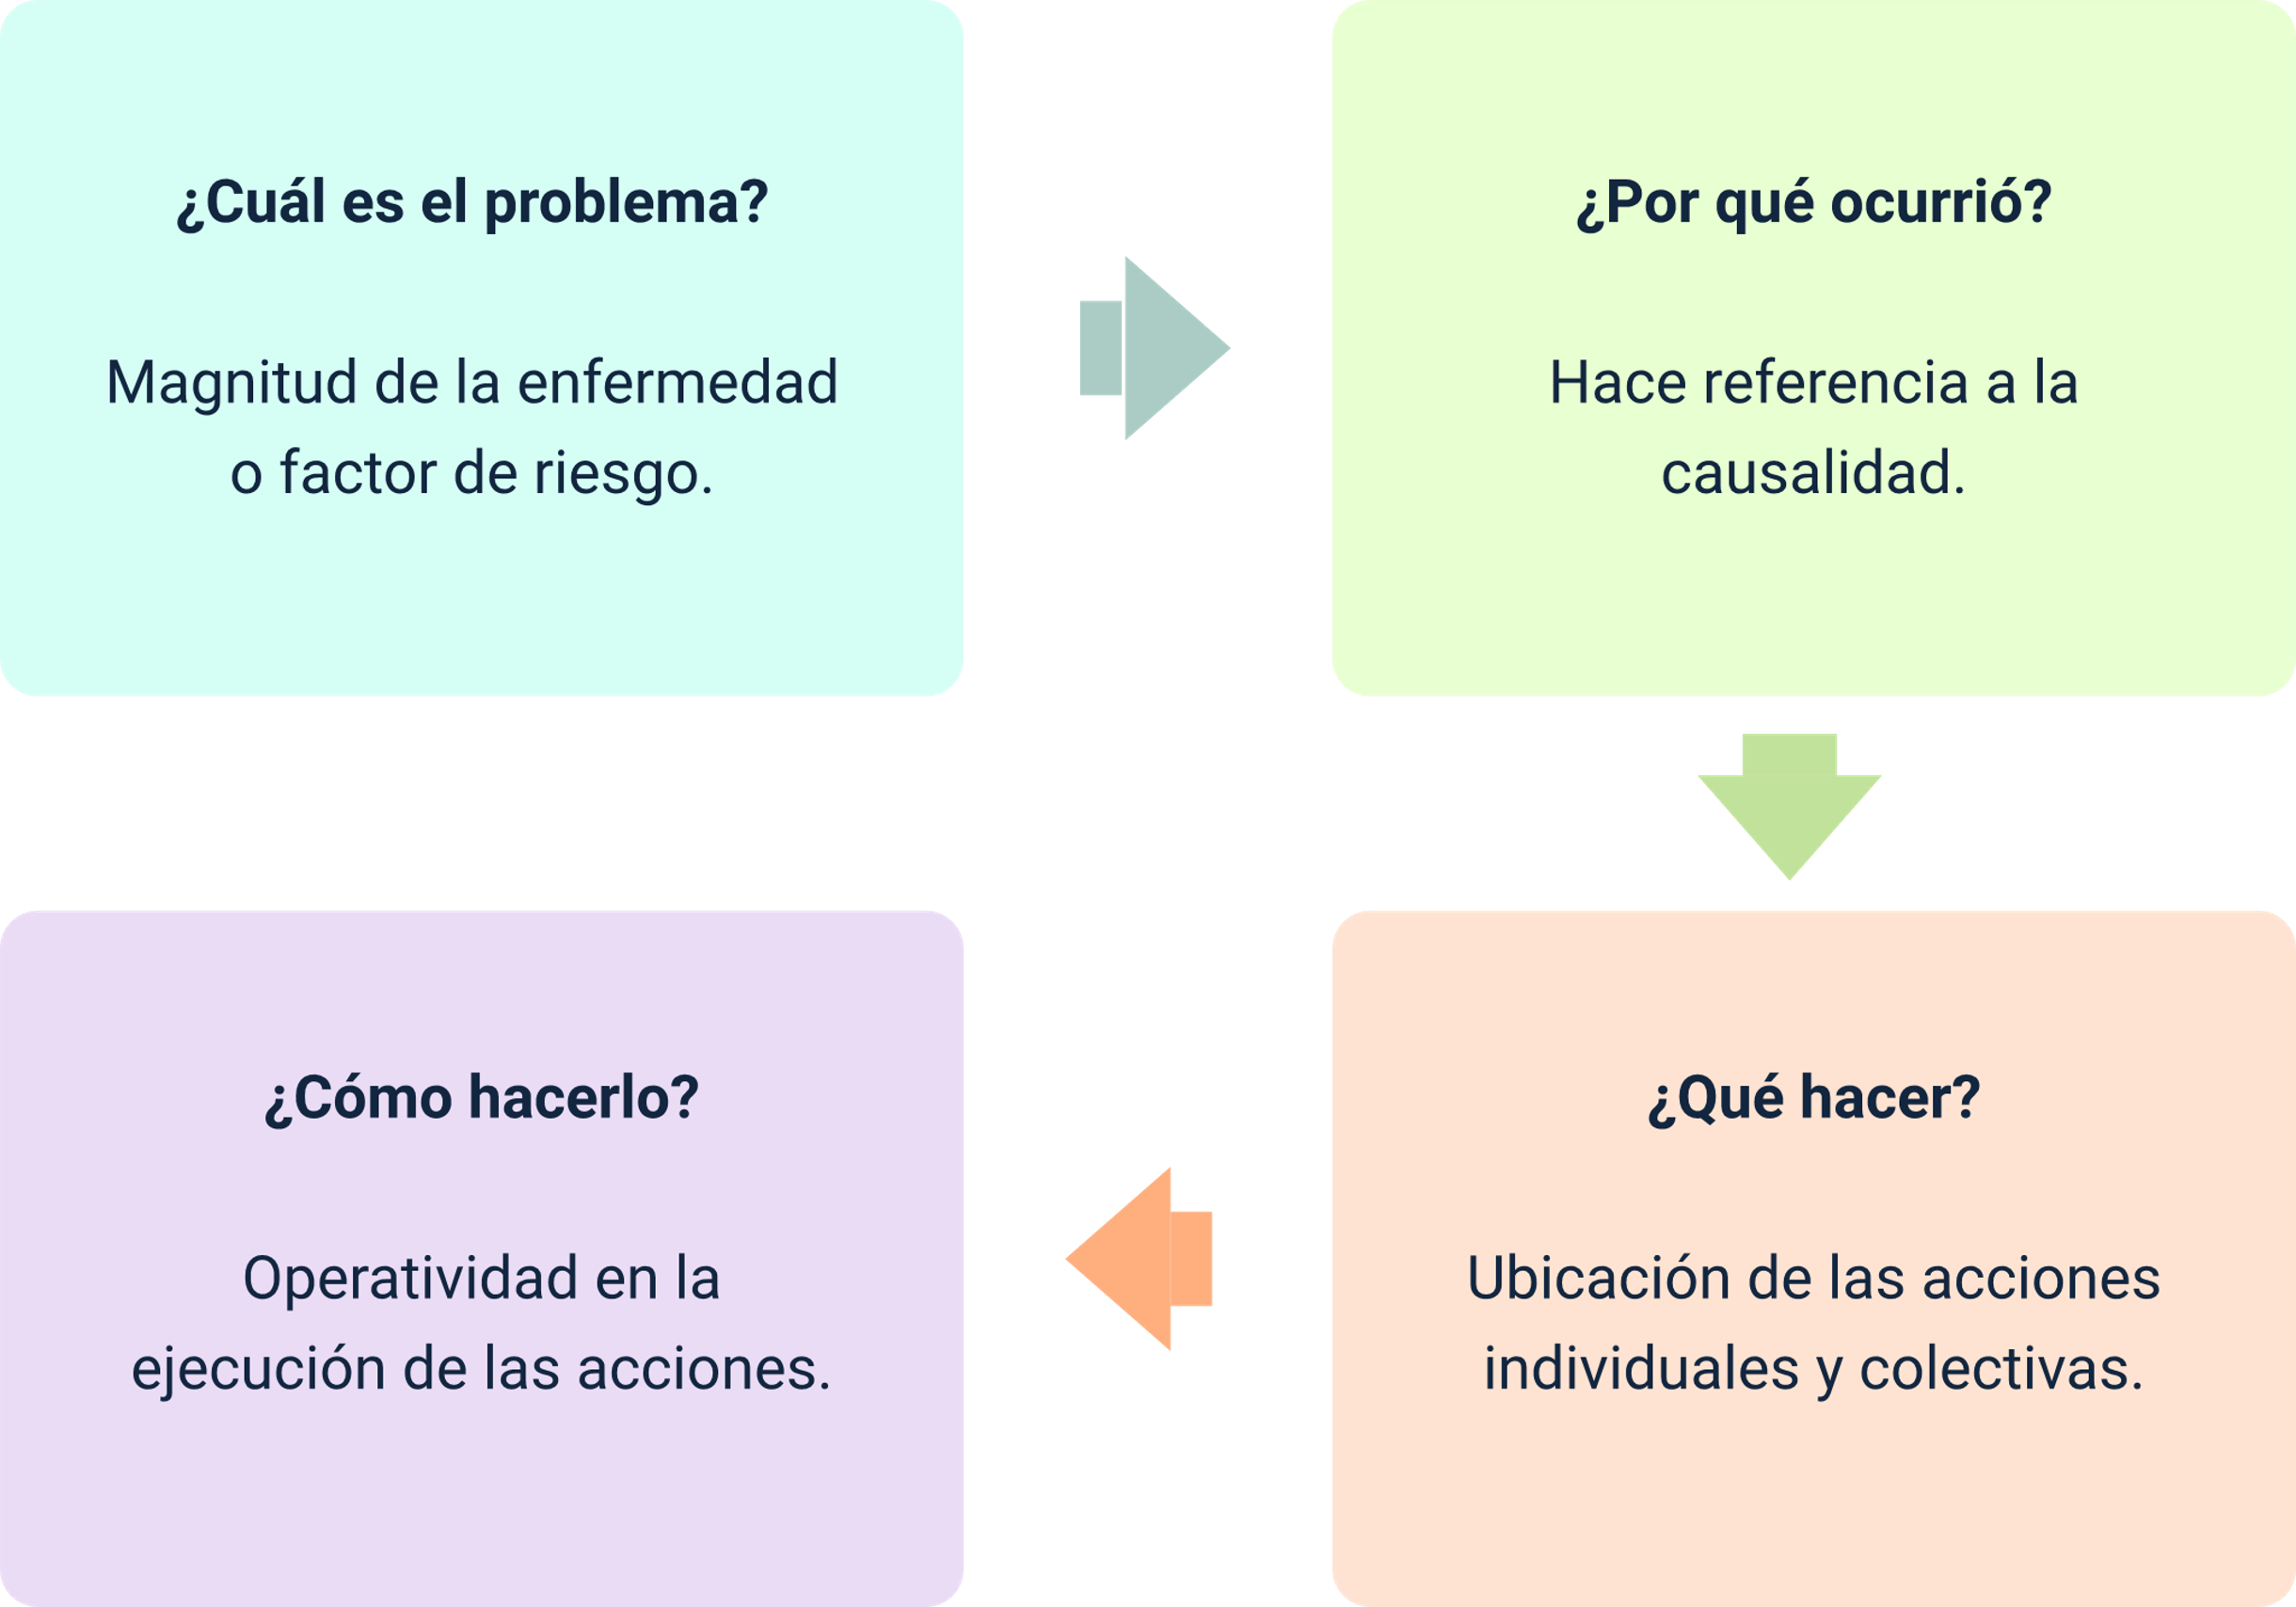 ¿Cuál es el problema?
Magnitud de la enfermedad
o factor de riesgo.
¿Por qué ocurrió?
Hace referencia a la
causalidad.
¿Qué hacer?
Ubicación de las acciones
individuales y colectivas.
¿Cómo hacerlo?
Operatividad en la
ejecución de las acciones.